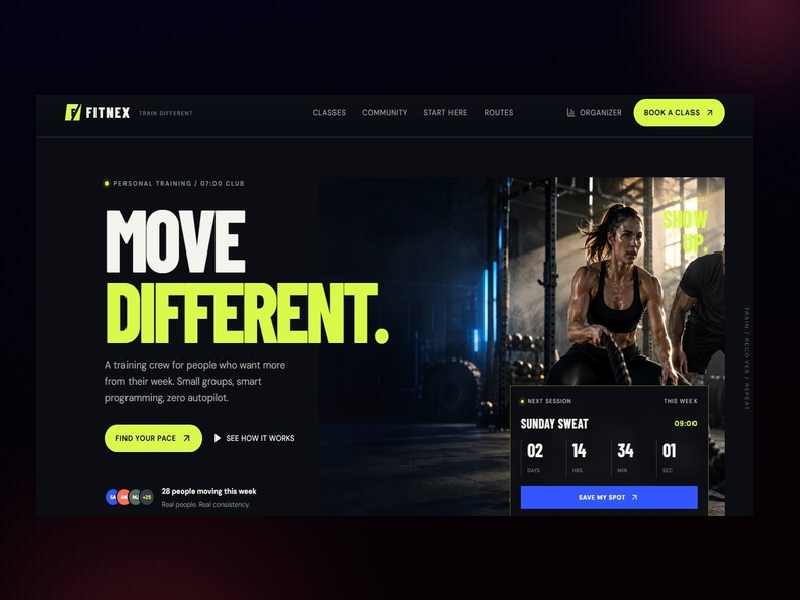 FITNEX TRAIN DIFFERENT
CLASSES COMMUNITY START HERE ROUTES
ORGANIZER
BOOK A CLASS
PERSONAL TRAINING / 07:00 CLUB
MOVE
DIFFERENT.
A training crew for people who want more
from their week. Small groups, smart
programming, zero autopilot.
FIND YOUR PACE
SEE HOW IT WORKS
+28
28 people moving this week
Real people. Real consistency.
SHOW
UP.
NEXT SESSION THIS WEEK
SUNDAY SWEAT 09:00
02 14 34 01
DAYS HRS MIN SEC
SAVE MY SPOT
TRAIN / RECOVER / REPEAT